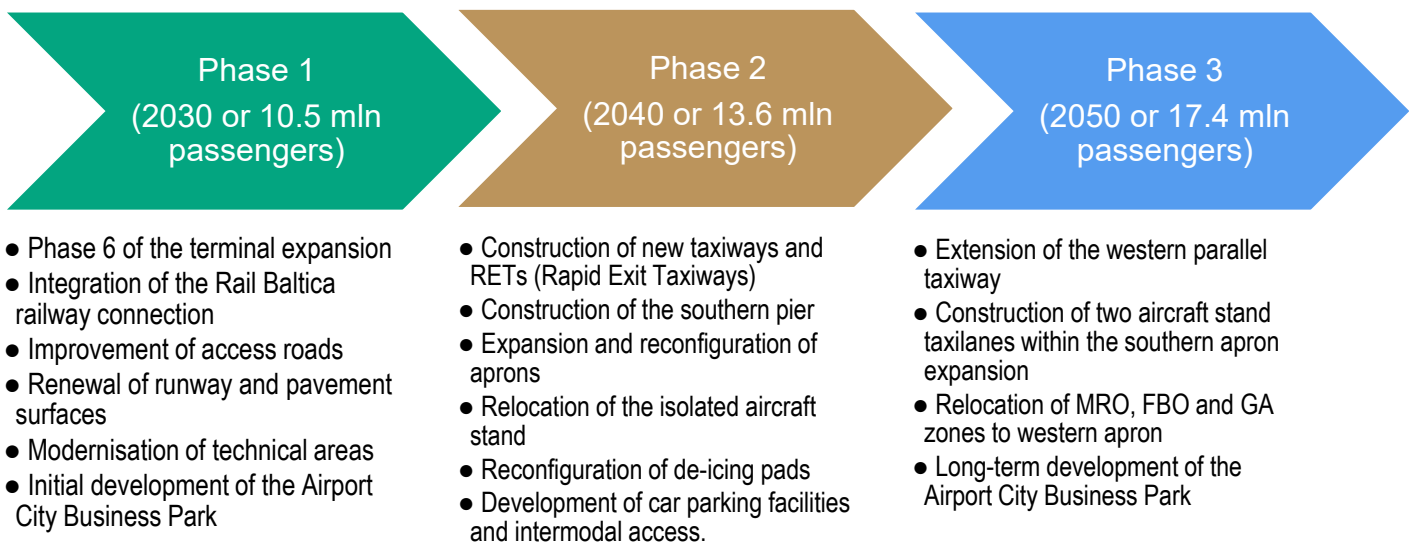 Phase 1
(2030 or 10.5 mln
passengers)
● Phase 6 of the terminal expansion
● Integration of the Rail Baltica
railway connection
● Improvement of access roads
● Renewal of runway and pavement
surfaces
● Modernisation of technical areas
● Initial development of the Airport
City Business Park
Phase 2
(2040 or 13.6 mln
passengers)
● Construction of new taxiways and
RETs (Rapid Exit Taxiways)
● Construction of the southern pier
● Expansion and reconfiguration of
aprons
● Relocation of the isolated aircraft
stand
● Reconfiguration of de-icing pads
● Development of car parking facilities
and intermodal access.
Phase 3
(2050 or 17.4 mln
passengers)
● Extension of the western parallel
taxiway
● Construction of two aircraft stand
taxilanes within the southern apron
expansion
● Relocation of MRO, FBO and GA
zones to western apron
● Long-term development of the
Airport City Business Park